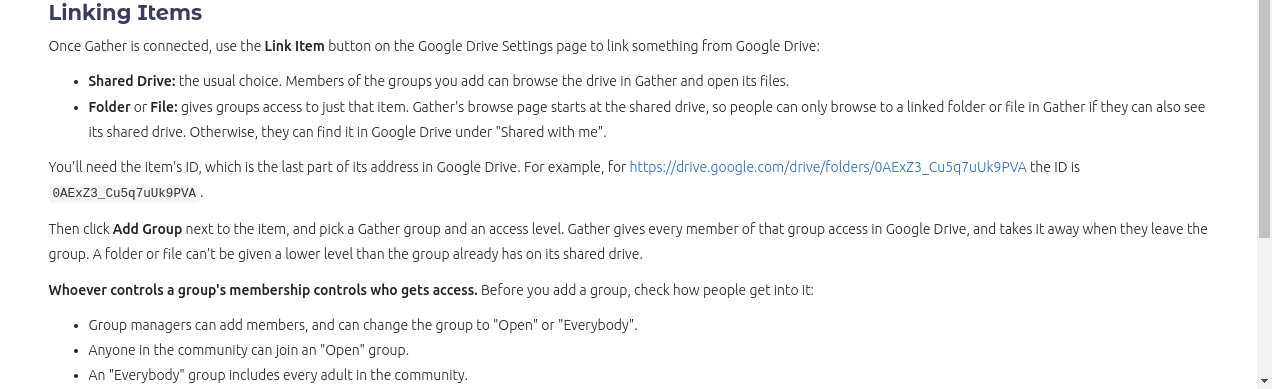 Linking Items
Once Gather is connected, use the Link Item button on the Google Drive Settings page to link something from Google Drive:
• Shared Drive: the usual choice. Members of the groups you add can browse the drive in Gather and open its files.
• Folder or File: gives groups access to just that item. Gather's browse page starts at the shared drive, so people can only browse to a linked folder or file in Gather if they can also see
its shared drive. Otherwise, they can find it in Google Drive under "Shared with me".
You'll need the item's ID, which is the last part of its address in Google Drive. For example, for https://drive.google.com/drive/folders/0AExZ3_Cu5q7uUk9PVA the ID is
0AExZ3_Cu5q7uUk9PVA.
Then click Add Group next to the item, and pick a Gather group and an access level. Gather gives every member of that group access in Google Drive, and takes it away when they leave the
group. A folder or file can't be given a lower level than the group already has on its shared drive.
Whoever controls a group's membership controls who gets access. Before you add a group, check how people get into it:
• Group managers can add members, and can change the group to "Open" or "Everybody".
• Anyone in the community can join an "Open" group.
• An "Everybody" group includes every adult in the community.